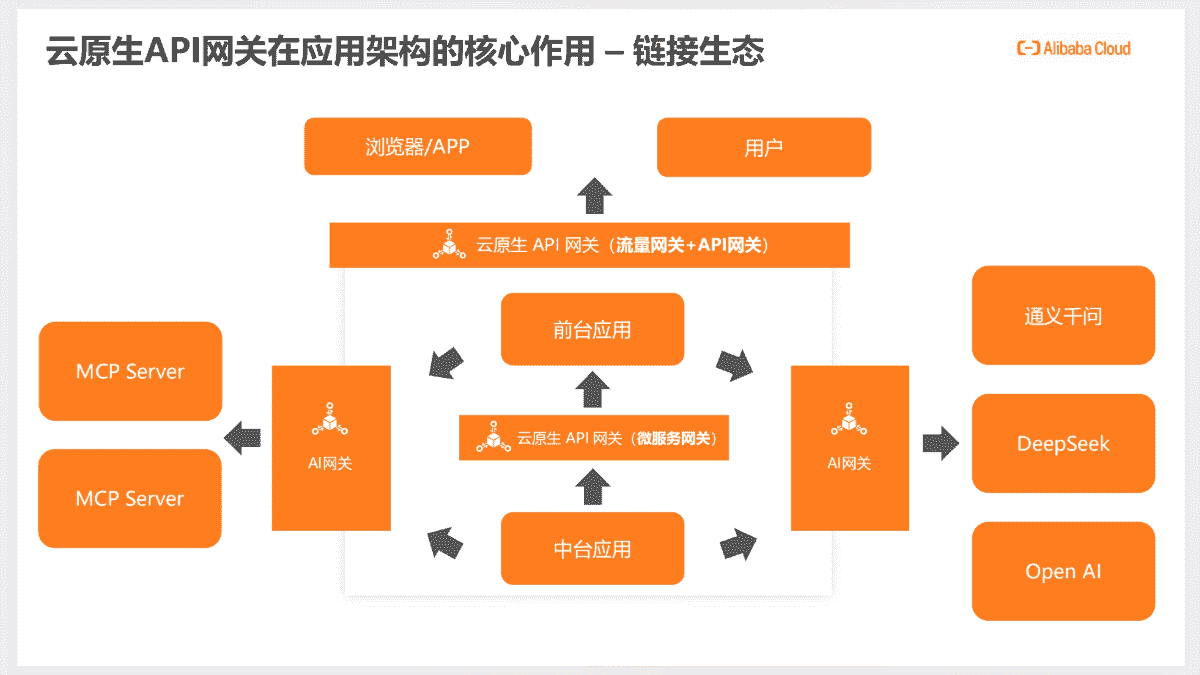 云原生API网关在应用架构的核心作用 – 链接生态
Alibaba Cloud
浏览器/APP
用户
云原生 API 网关（流量网关+API网关）
前台应用
通义千问
MCP Server
AI网关
云原生 API 网关（微服务网关）
AI网关
DeepSeek
MCP Server
中台应用
Open AI